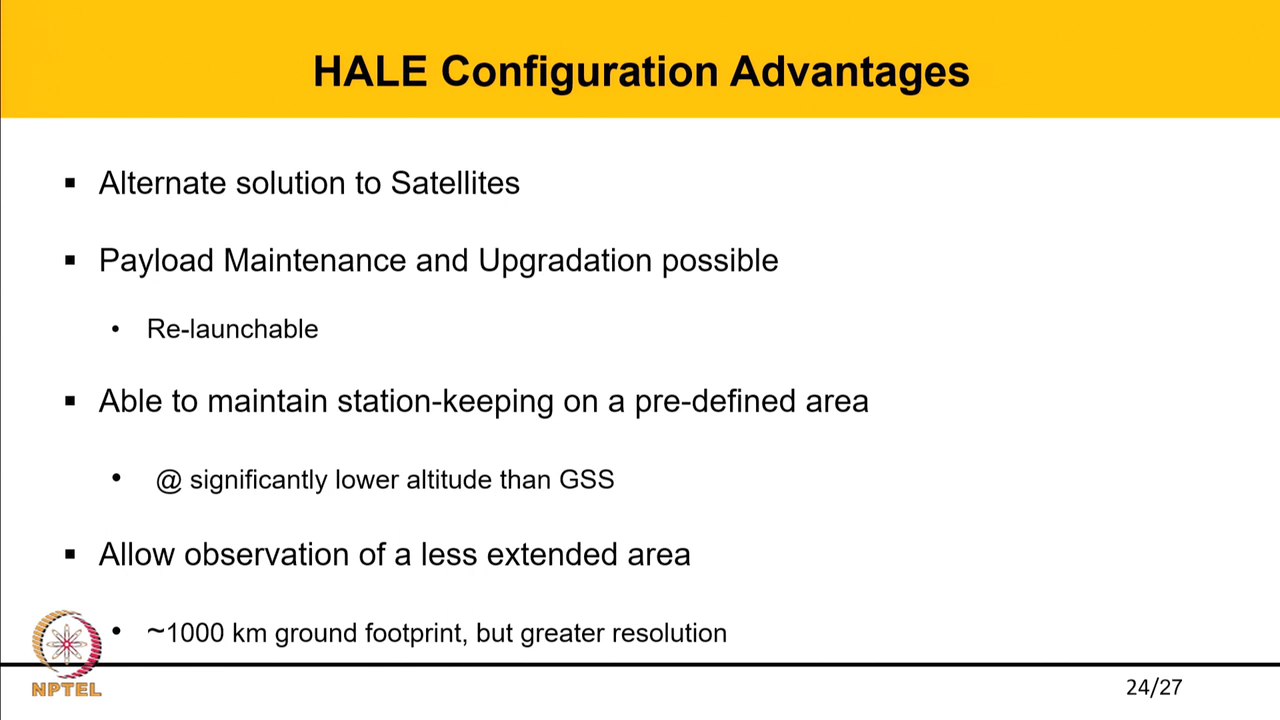 HALE Configuration Advantages
▪ Alternate solution to Satellites
▪ Payload Maintenance and Upgradation possible
• Re-launchable
▪ Able to maintain station-keeping on a pre-defined area
• @ significantly lower altitude than GSS
▪ Allow observation of a less extended area
• ~1000 km ground footprint, but greater resolution
NPTEL
24/27